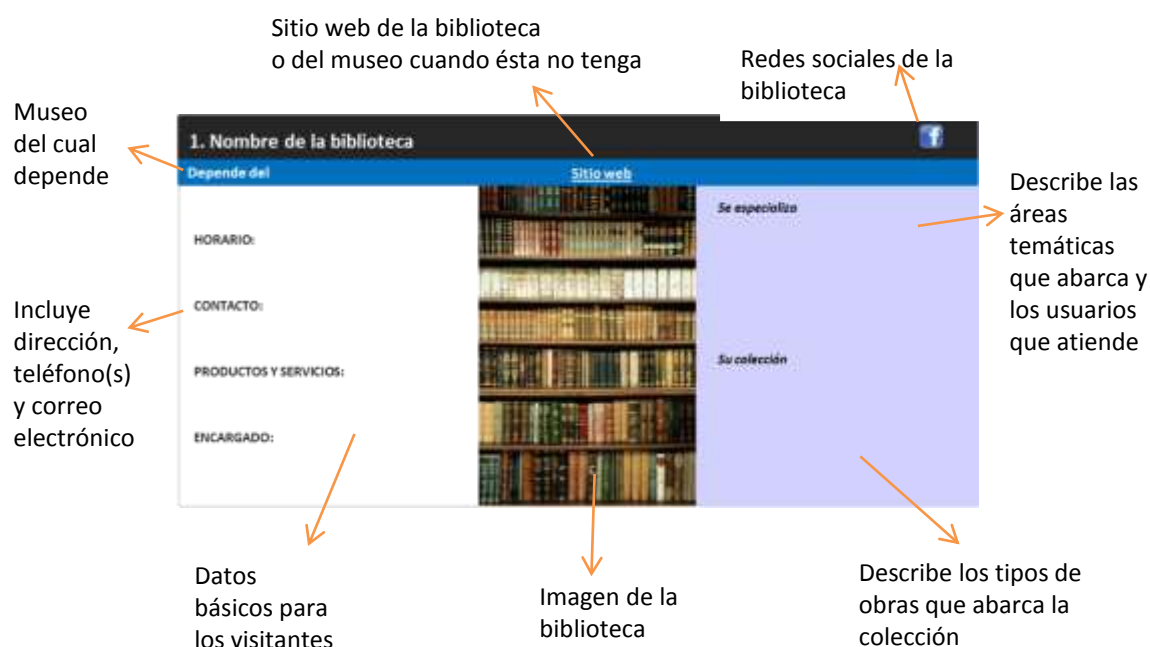 Sitio web de la biblioteca
o del museo cuando ésta no tenga
Redes sociales de la
biblioteca
Museo
del cual
depende
1. Nombre de la biblioteca
f
Depende del
Sitio web
Se especializa
HORARIO:
CONTACTO:
PRODUCTOS Y SERVICIOS:
ENCARGADO:
Su colección
Describe las
áreas
temáticas
que abarca y
los usuarios
que atiende
Incluye
dirección,
teléfono(s)
y correo
electrónico
Datos
básicos para
los visitantes
Imagen de la
biblioteca
Describe los tipos de
obras que abarca la
colección